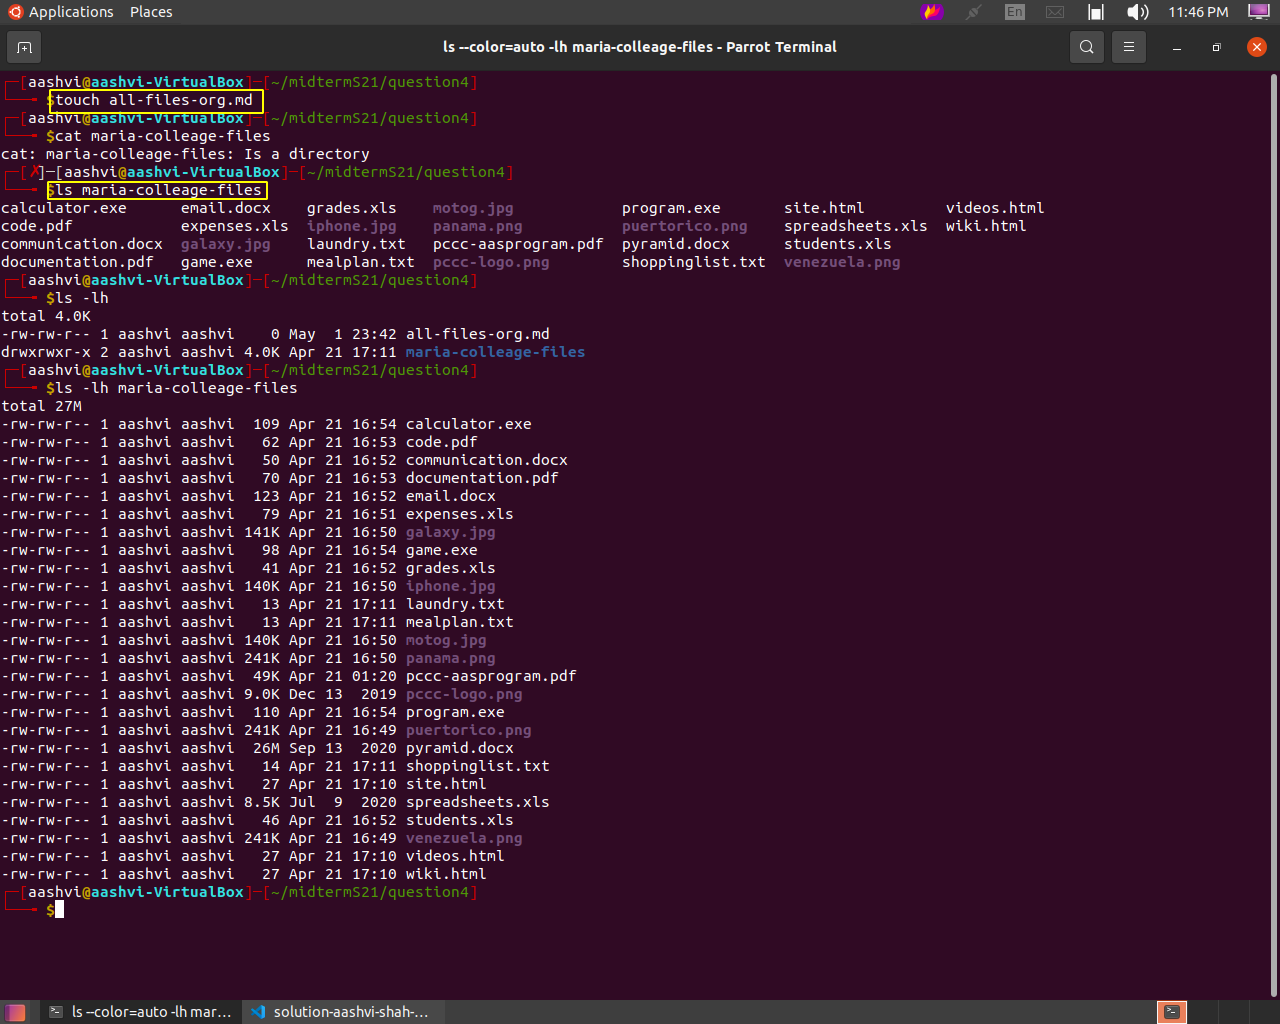 Applications Places En 11:46 PM
ls --color=auto -lh maria-colleage-files - Parrot Terminal
┌─[aashvi@aashvi-VirtualBox]─[~/midtermS21/question4]
└──╼ $touch all-files-org.md
┌─[aashvi@aashvi-VirtualBox]─[~/midtermS21/question4]
└──╼ $cat maria-colleage-files
cat: maria-colleage-files: Is a directory
┌─[✗]─[aashvi@aashvi-VirtualBox]─[~/midtermS21/question4]
└──╼ $ls maria-colleage-files
calculator.exe      email.docx    grades.xls    motog.jpg            program.exe       site.html         videos.html
code.pdf            expenses.xls  iphone.jpg    panama.png           puertorico.png    spreadsheets.xls  wiki.html
communication.docx  galaxy.jpg    laundry.txt   pccc-aasprogram.pdf  pyramid.docx      students.xls
documentation.pdf   game.exe      mealplan.txt  pccc-logo.png        shoppinglist.txt  venezuela.png
┌─[aashvi@aashvi-VirtualBox]─[~/midtermS21/question4]
└──╼ $ls -lh
total 4.0K
-rw-rw-r-- 1 aashvi aashvi    0 May  1 23:42 all-files-org.md
drwxrwxr-x 2 aashvi aashvi 4.0K Apr 21 17:11 maria-colleage-files
┌─[aashvi@aashvi-VirtualBox]─[~/midtermS21/question4]
└──╼ $ls -lh maria-colleage-files
total 27M
-rw-rw-r-- 1 aashvi aashvi  109 Apr 21 16:54 calculator.exe
-rw-rw-r-- 1 aashvi aashvi   62 Apr 21 16:53 code.pdf
-rw-rw-r-- 1 aashvi aashvi   50 Apr 21 16:52 communication.docx
-rw-rw-r-- 1 aashvi aashvi   70 Apr 21 16:53 documentation.pdf
-rw-rw-r-- 1 aashvi aashvi  123 Apr 21 16:52 email.docx
-rw-rw-r-- 1 aashvi aashvi   79 Apr 21 16:51 expenses.xls
-rw-rw-r-- 1 aashvi aashvi 141K Apr 21 16:50 galaxy.jpg
-rw-rw-r-- 1 aashvi aashvi   98 Apr 21 16:54 game.exe
-rw-rw-r-- 1 aashvi aashvi   41 Apr 21 16:52 grades.xls
-rw-rw-r-- 1 aashvi aashvi 140K Apr 21 16:50 iphone.jpg
-rw-rw-r-- 1 aashvi aashvi   13 Apr 21 17:11 laundry.txt
-rw-rw-r-- 1 aashvi aashvi   13 Apr 21 17:11 mealplan.txt
-rw-rw-r-- 1 aashvi aashvi 140K Apr 21 16:50 motog.jpg
-rw-rw-r-- 1 aashvi aashvi 241K Apr 21 16:50 panama.png
-rw-rw-r-- 1 aashvi aashvi  49K Apr 21 01:20 pccc-aasprogram.pdf
-rw-rw-r-- 1 aashvi aashvi 9.0K Dec 13  2019 pccc-logo.png
-rw-rw-r-- 1 aashvi aashvi  110 Apr 21 16:54 program.exe
-rw-rw-r-- 1 aashvi aashvi 241K Apr 21 16:49 puertorico.png
-rw-rw-r-- 1 aashvi aashvi  26M Sep 13  2020 pyramid.docx
-rw-rw-r-- 1 aashvi aashvi   14 Apr 21 17:11 shoppinglist.txt
-rw-rw-r-- 1 aashvi aashvi   27 Apr 21 17:10 site.html
-rw-rw-r-- 1 aashvi aashvi 8.5K Jul  9  2020 spreadsheets.xls
-rw-rw-r-- 1 aashvi aashvi   46 Apr 21 16:52 students.xls
-rw-rw-r-- 1 aashvi aashvi 241K Apr 21 16:49 venezuela.png
-rw-rw-r-- 1 aashvi aashvi   27 Apr 21 17:10 videos.html
-rw-rw-r-- 1 aashvi aashvi   27 Apr 21 17:10 wiki.html
┌─[aashvi@aashvi-VirtualBox]─[~/midtermS21/question4]
└──╼ $
ls --color=auto -lh mar... solution-aashvi-shah-...